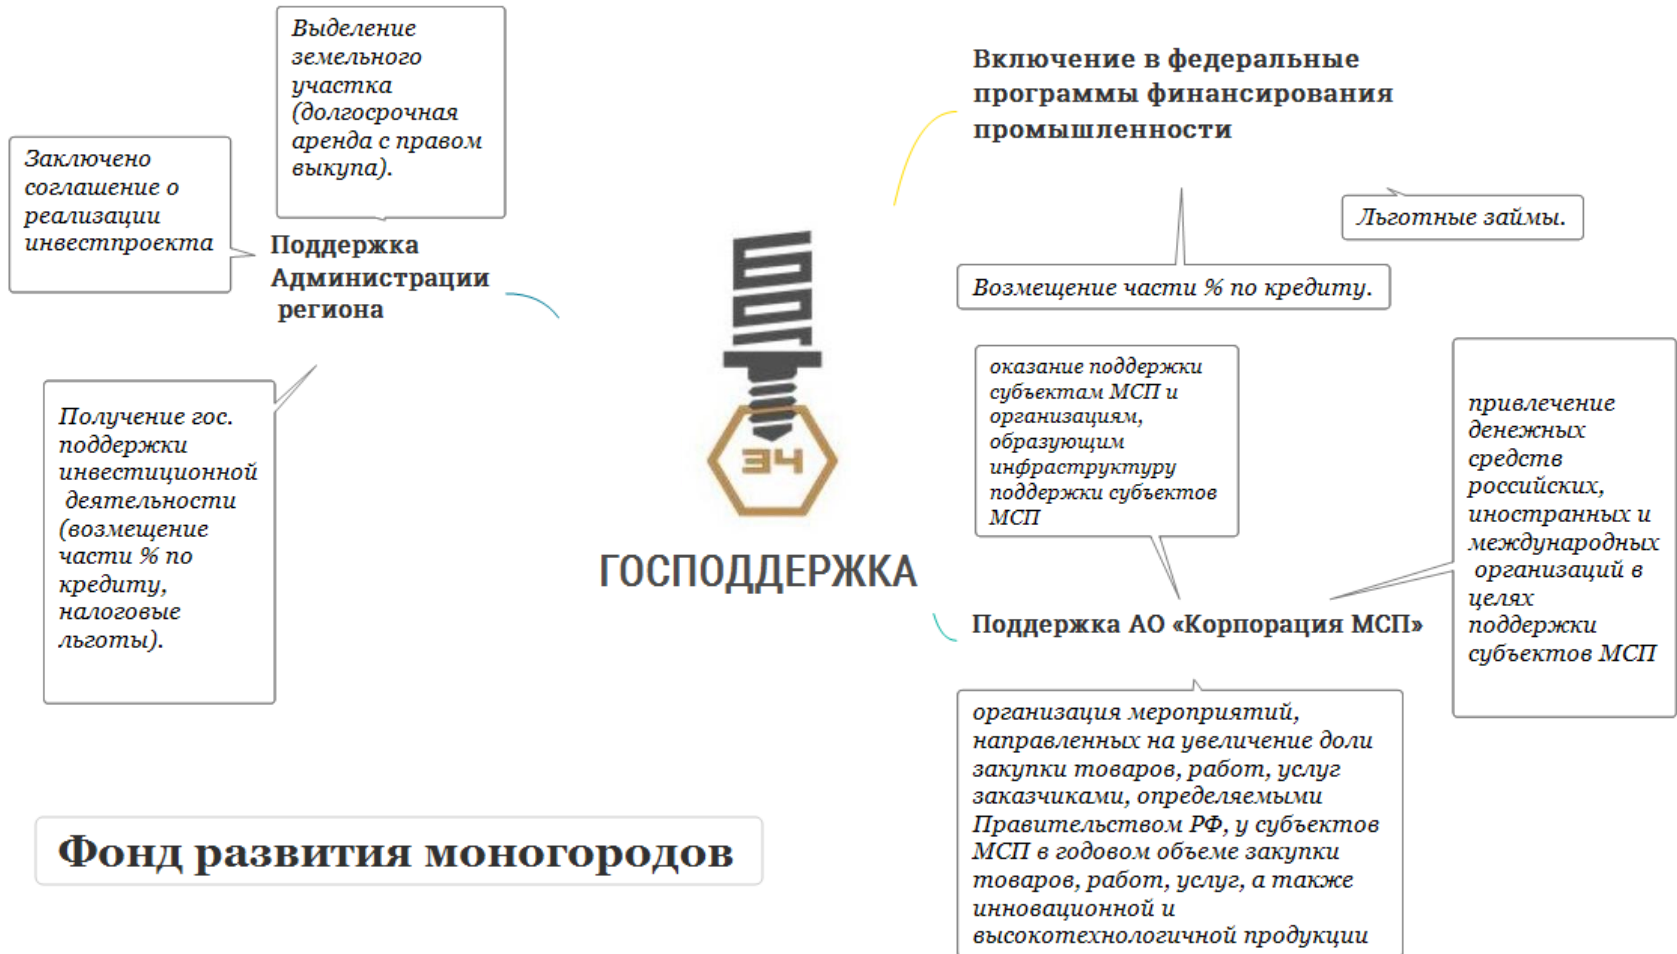 Выделение
земельного
участка
(долгосрочная
аренда с правом
выкупа).
Заключено
соглашение о
реализации
инвестпроекта
Поддержка
Администрации
региона
Получение гос.
поддержки
инвестиционной
деятельности
(возмещение
части % по
кредиту,
налоговые
льготы).
Фонд развития моногородов
БОЛТ
34
ГОСПОДДЕРЖКА
Включение в федеральные
программы финансирования
промышленности
Льготные займы.
Возмещение части % по кредиту.
оказание поддержки
субъектам МСП и
организациям,
образующим
инфраструктуру
поддержки субъектов
МСП
привлечение
денежных
средств
российских,
иностранных и
международных
организаций в
целях
поддержки
субъектов МСП
Поддержка АО «Корпорация МСП»
организация мероприятий,
направленных на увеличение доли
закупки товаров, работ, услуг
заказчиками, определяемыми
Правительством РФ, у субъектов
МСП в годовом объеме закупки
товаров, работ, услуг, а также
инновационной и
высокотехнологичной продукции